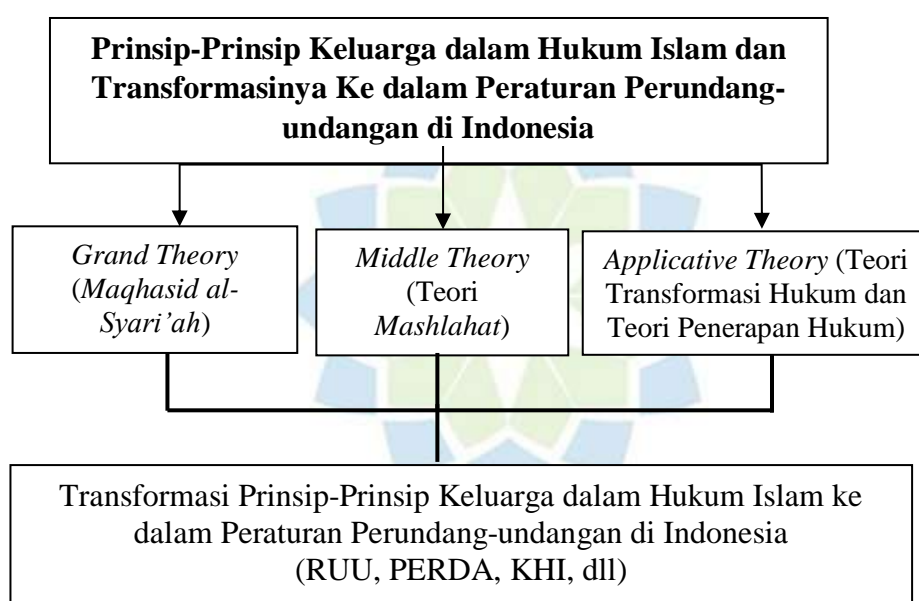 Prinsip-Prinsip Keluarga dalam Hukum Islam dan
Transformasinya Ke dalam Peraturan Perundang-
undangan di Indonesia
Grand Theory
(Maqhasid al-
Syari’ah)
Middle Theory
(Teori
Mashlahat)
Applicative Theory (Teori
Transformasi Hukum dan
Teori Penerapan Hukum)
Transformasi Prinsip-Prinsip Keluarga dalam Hukum Islam ke
dalam Peraturan Perundang-undangan di Indonesia
(RUU, PERDA, KHI, dll)